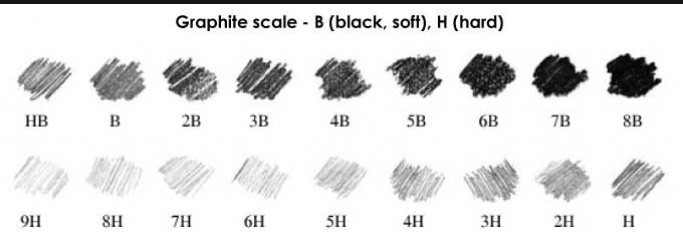 Graphite scale - B (black, soft), H (hard)
HB B 2B 3B 4B 5B 6B 7B 8B
9H 8H 7H 6H 5H 4H 3H 2H H